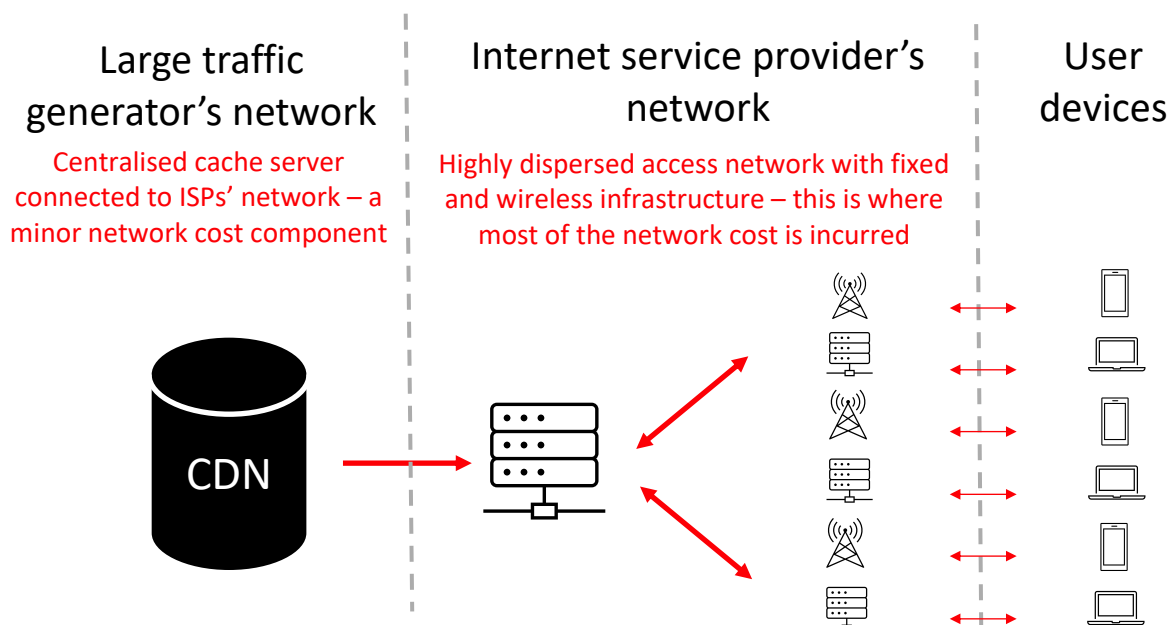 Large traffic
generator's network
Centralised cache server
connected to ISPs' network – a
minor network cost component
CDN
Internet service provider's
network
Highly dispersed access network with fixed
and wireless infrastructure – this is where
most of the network cost is incurred
User
devices